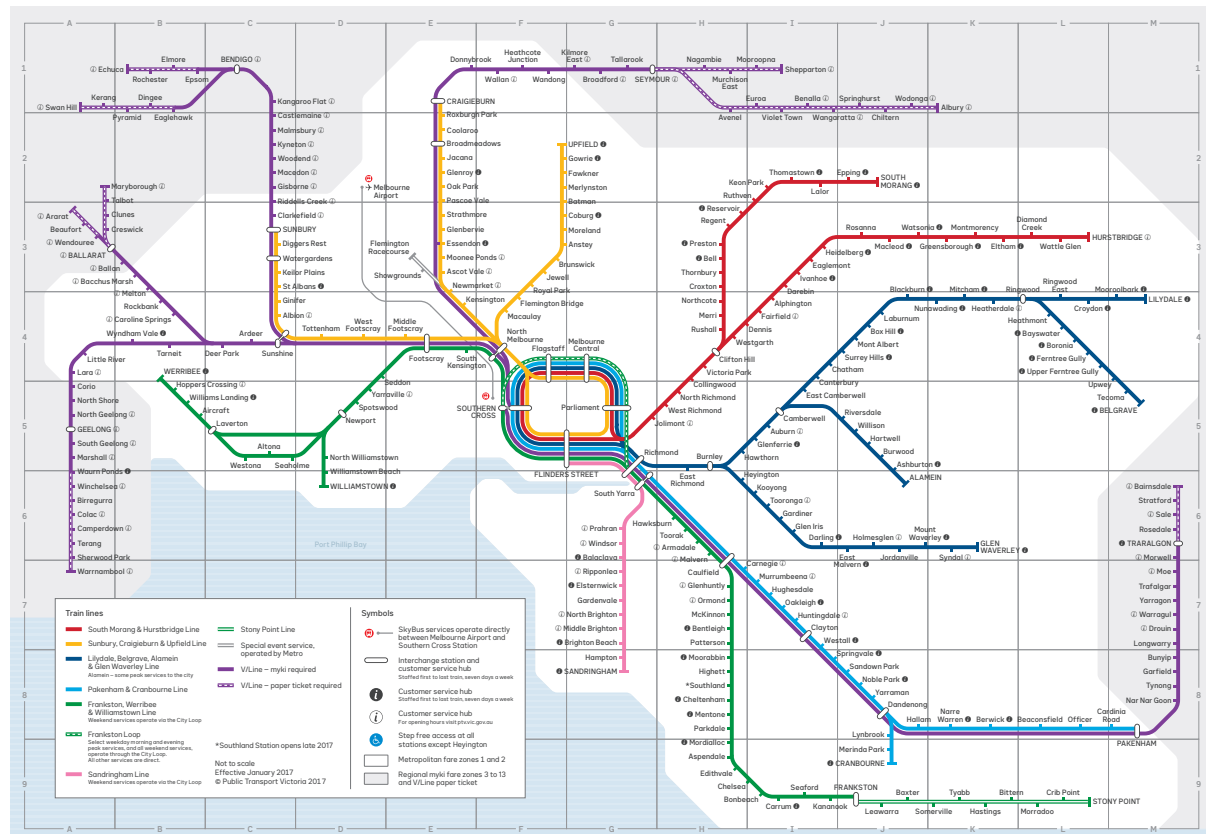 A B C D E F G H I J K L M
1
2
3
4
5
6
7
8
9
Echuca
Elmore
Rochester
Epsom
BENDIGO
Swan Hill
Kerang
Dingee
Pyramid
Eaglehawk
Kangaroo Flat
Castlemaine
Malmsbury
Kyneton
Woodend
Macedon
Gisborne
Riddells Creek
Clarkefield
SUNBURY
Diggers Rest
Watergardens
Keilor Plains
St Albans
Ginifer
Albion
Sunshine
Maryborough
Talbot
Clunes
Creswick
Ararat
Beaufort
Wendouree
BALLARAT
Ballan
Bacchus Marsh
Melton
Rockbank
Caroline Springs
Wyndham Vale
Tarneit
Deer Park
Ardeer
Little River
Lara
Corio
North Shore
North Geelong
GEELONG
South Geelong
Marshall
Waurn Ponds
Winchelsea
Birregurra
Colac
Camperdown
Terang
Sherwood Park
Warrnambool
WERRIBEE
Hoppers Crossing
Williams Landing
Aircraft
Laverton
Westona
Altona
Seaholme
Tottenham
West
Footscray
Middle
Footscray
Footscray
Seddon
Yarraville
Spotswood
Newport
North Williamstown
Williamstown Beach
WILLIAMSTOWN
South
Kensington
Melbourne
Airport
Flemington
Racecourse
Showgrounds
Donnybrook
Wallan
Heathcote
Junction
Wandong
Kilmore
East
Broadford
Tallarook
SEYMOUR
Nagambie
Murchison
East
Mooroopna
Shepparton
Avenel
Euroa
Violet Town
Benalla
Wangaratta
Springhurst
Chiltern
Wodonga
Albury
CRAIGIEBURN
Roxburgh Park
Coolaroo
Broadmeadows
Jacana
Glenroy
Oak Park
Pascoe Vale
Strathmore
Glenbervie
Essendon
Moonee Ponds
Ascot Vale
Newmarket
Kensington
UPFIELD
Gowrie
Fawkner
Merlynston
Batman
Coburg
Moreland
Anstey
Brunswick
Jewell
Royal Park
Flemington Bridge
Macaulay
North
Melbourne
Flagstaff
Melbourne
Central
SOUTHERN
CROSS
Parliament
FLINDERS STREET
SOUTH
MORANG
Epping
Lalor
Thomastown
Keon Park
Ruthven
Reservoir
Regent
Preston
Bell
Thornbury
Croxton
Northcote
Merri
Rushall
HURSTBRIDGE
Wattle Glen
Diamond
Creek
Eltham
Montmorency
Greensborough
Watsonia
Macleod
Rosanna
Heidelberg
Eaglemont
Ivanhoe
Darebin
Alphington
Fairfield
Dennis
Westgarth
Clifton Hill
Victoria Park
Collingwood
North Richmond
West Richmond
Jolimont
LILYDALE
Mooroolbark
Croydon
Ringwood
East
Ringwood
Heatherdale
Mitcham
Nunawading
Blackburn
Laburnum
Box Hill
Mont Albert
Surrey Hills
Chatham
Canterbury
East Camberwell
Camberwell
Auburn
Glenferrie
Hawthorn
Burnley
East
Richmond
Richmond
Heathmont
Bayswater
Boronia
Ferntree Gully
Upper Ferntree Gully
Upwey
Tecoma
BELGRAVE
Riversdale
Willison
Hartwell
Burwood
Ashburton
ALAMEIN
Heyington
Kooyong
Tooronga
Gardiner
Glen Iris
Darling
East
Malvern
Holmesglen
Jordanville
Mount
Waverley
Syndal
GLEN
WAVERLEY
South Yarra
Prahran
Windsor
Balaclava
Ripponlea
Elsternwick
Gardenvale
North Brighton
Middle Brighton
Brighton Beach
Hampton
SANDRINGHAM
Hawksburn
Toorak
Armadale
Malvern
Caulfield
Glenhuntly
Ormond
McKinnon
Bentleigh
Patterson
Moorabbin
Highett
*Southland
Cheltenham
Mentone
Parkdale
Mordialloc
Aspendale
Edithvale
Chelsea
Bonbeach
Carrum
Seaford
Kananook
FRANKSTON
Leawarra
Baxter
Somerville
Tyabb
Hastings
Bittern
Morradoo
Crib Point
STONY POINT
Carnegie
Murrumbeena
Hughesdale
Oakleigh
Huntingdale
Clayton
Westall
Springvale
Sandown Park
Noble Park
Yarraman
Dandenong
Lynbrook
Merinda Park
CRANBOURNE
Hallam
Narre
Warren
Berwick
Beaconsfield
Officer
Cardinia
Road
PAKENHAM
Bairnsdale
Stratford
Sale
Rosedale
TRARALGON
Morwell
Moe
Trafalgar
Yarragon
Warragul
Drouin
Longwarry
Bunyip
Garfield
Tynong
Nar Nar Goon
Port Phillip Bay
Train lines
South Morang & Hurstbridge Line
Sunbury, Craigieburn & Upfield Line
Lilydale, Belgrave, Alamein
& Glen Waverley Line
Alamein – some peak services to the city
Pakenham & Cranbourne Line
Frankston, Werribee
& Williamstown Line
Weekend services operate via the City Loop
Frankston Loop
Select weekday morning and evening
peak services, and all weekend services,
operate through the City Loop.
All other services are direct.
Sandringham Line
Weekend services operate via the City Loop
Stony Point Line
Special event service,
operated by Metro
V/Line – myki required
V/Line – paper ticket required
*Southland Station opens late 2017
Not to scale
Effective January 2017
© Public Transport Victoria 2017
Symbols
SkyBus services operate directly
between Melbourne Airport and
Southern Cross Station
Interchange station and
customer service hub
Staffed first to last train, seven days a week
Customer service hub
Staffed first to last train, seven days a week
Customer service hub
For opening hours visit ptv.vic.gov.au
Step free access at all
stations except Heyington
Metropolitan fare zones 1 and 2
Regional myki fare zones 3 to 13
and V/Line paper ticket
A B C D E F G H I J K L M